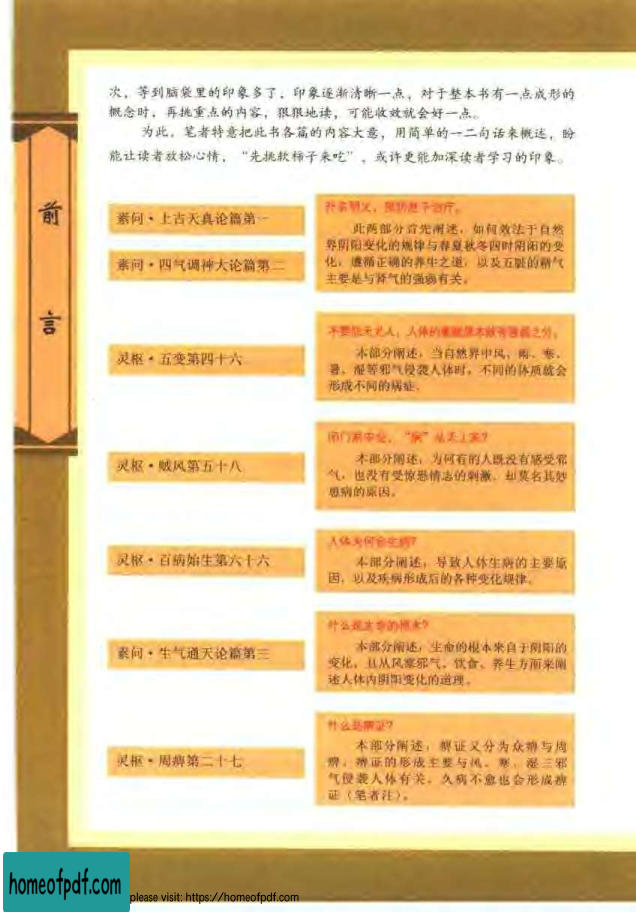 次，等到脑袋里的印象多了，印象逐渐清晰一点，对于整本书有一点成形的
概念时，再挑重点的内容，狠狠地读，可能收效就会好一点。
为此，笔者特意把此书各篇的内容大意，用简单的一二句话来概述，盼
能让读者放松心情，“先挑软柿子来吃”，或许更能加深读者学习的印象。
前
言
素问·上古天真论篇第一
素问·四气调神大论篇第二
开宗明义，预防胜于治疗。
此两部分首先阐述，如何效法于自然
界阴阳变化的规律与春夏秋冬四时阴阳的变
化，遵循正确的养生之道，以及五脏的精气
主要是与肾气的强弱有关。
灵枢·五变第四十六
不要怨天尤人，人体的素质原本就有强弱之分。
本部分阐述，当自然界中风、雨、寒、
暑、湿等邪气侵袭人体时，不同的体质就会
形成不同的病症。
灵枢·贼风第五十八
闭门家中坐，“病”从天上来？
本部分阐述，为何有的人既没有感受邪
气，也没有受惊恐情志的刺激，却莫名其妙
患病的原因。
灵枢·百病始生第六十六
人体为何会生病？
本部分阐述，导致人体生病的主要原
因，以及疾病形成后的各种变化规律。
素问·生气通天论篇第三
什么是生命的根本？
本部分阐述，生命的根本来自于阴阳的
变化，且从风寒邪气、饮食、养生方面来阐
述人体内阴阳变化的道理。
灵枢·周痹第二十七
什么是痹证？
本部分阐述，痹证又分为众痹与周
痹，痹证的形成主要与风、寒、湿三邪
气侵袭人体有关，久病不愈也会形成痹
证（笔者注）。
homeofpdf.com
please visit: https://homeofpdf.com